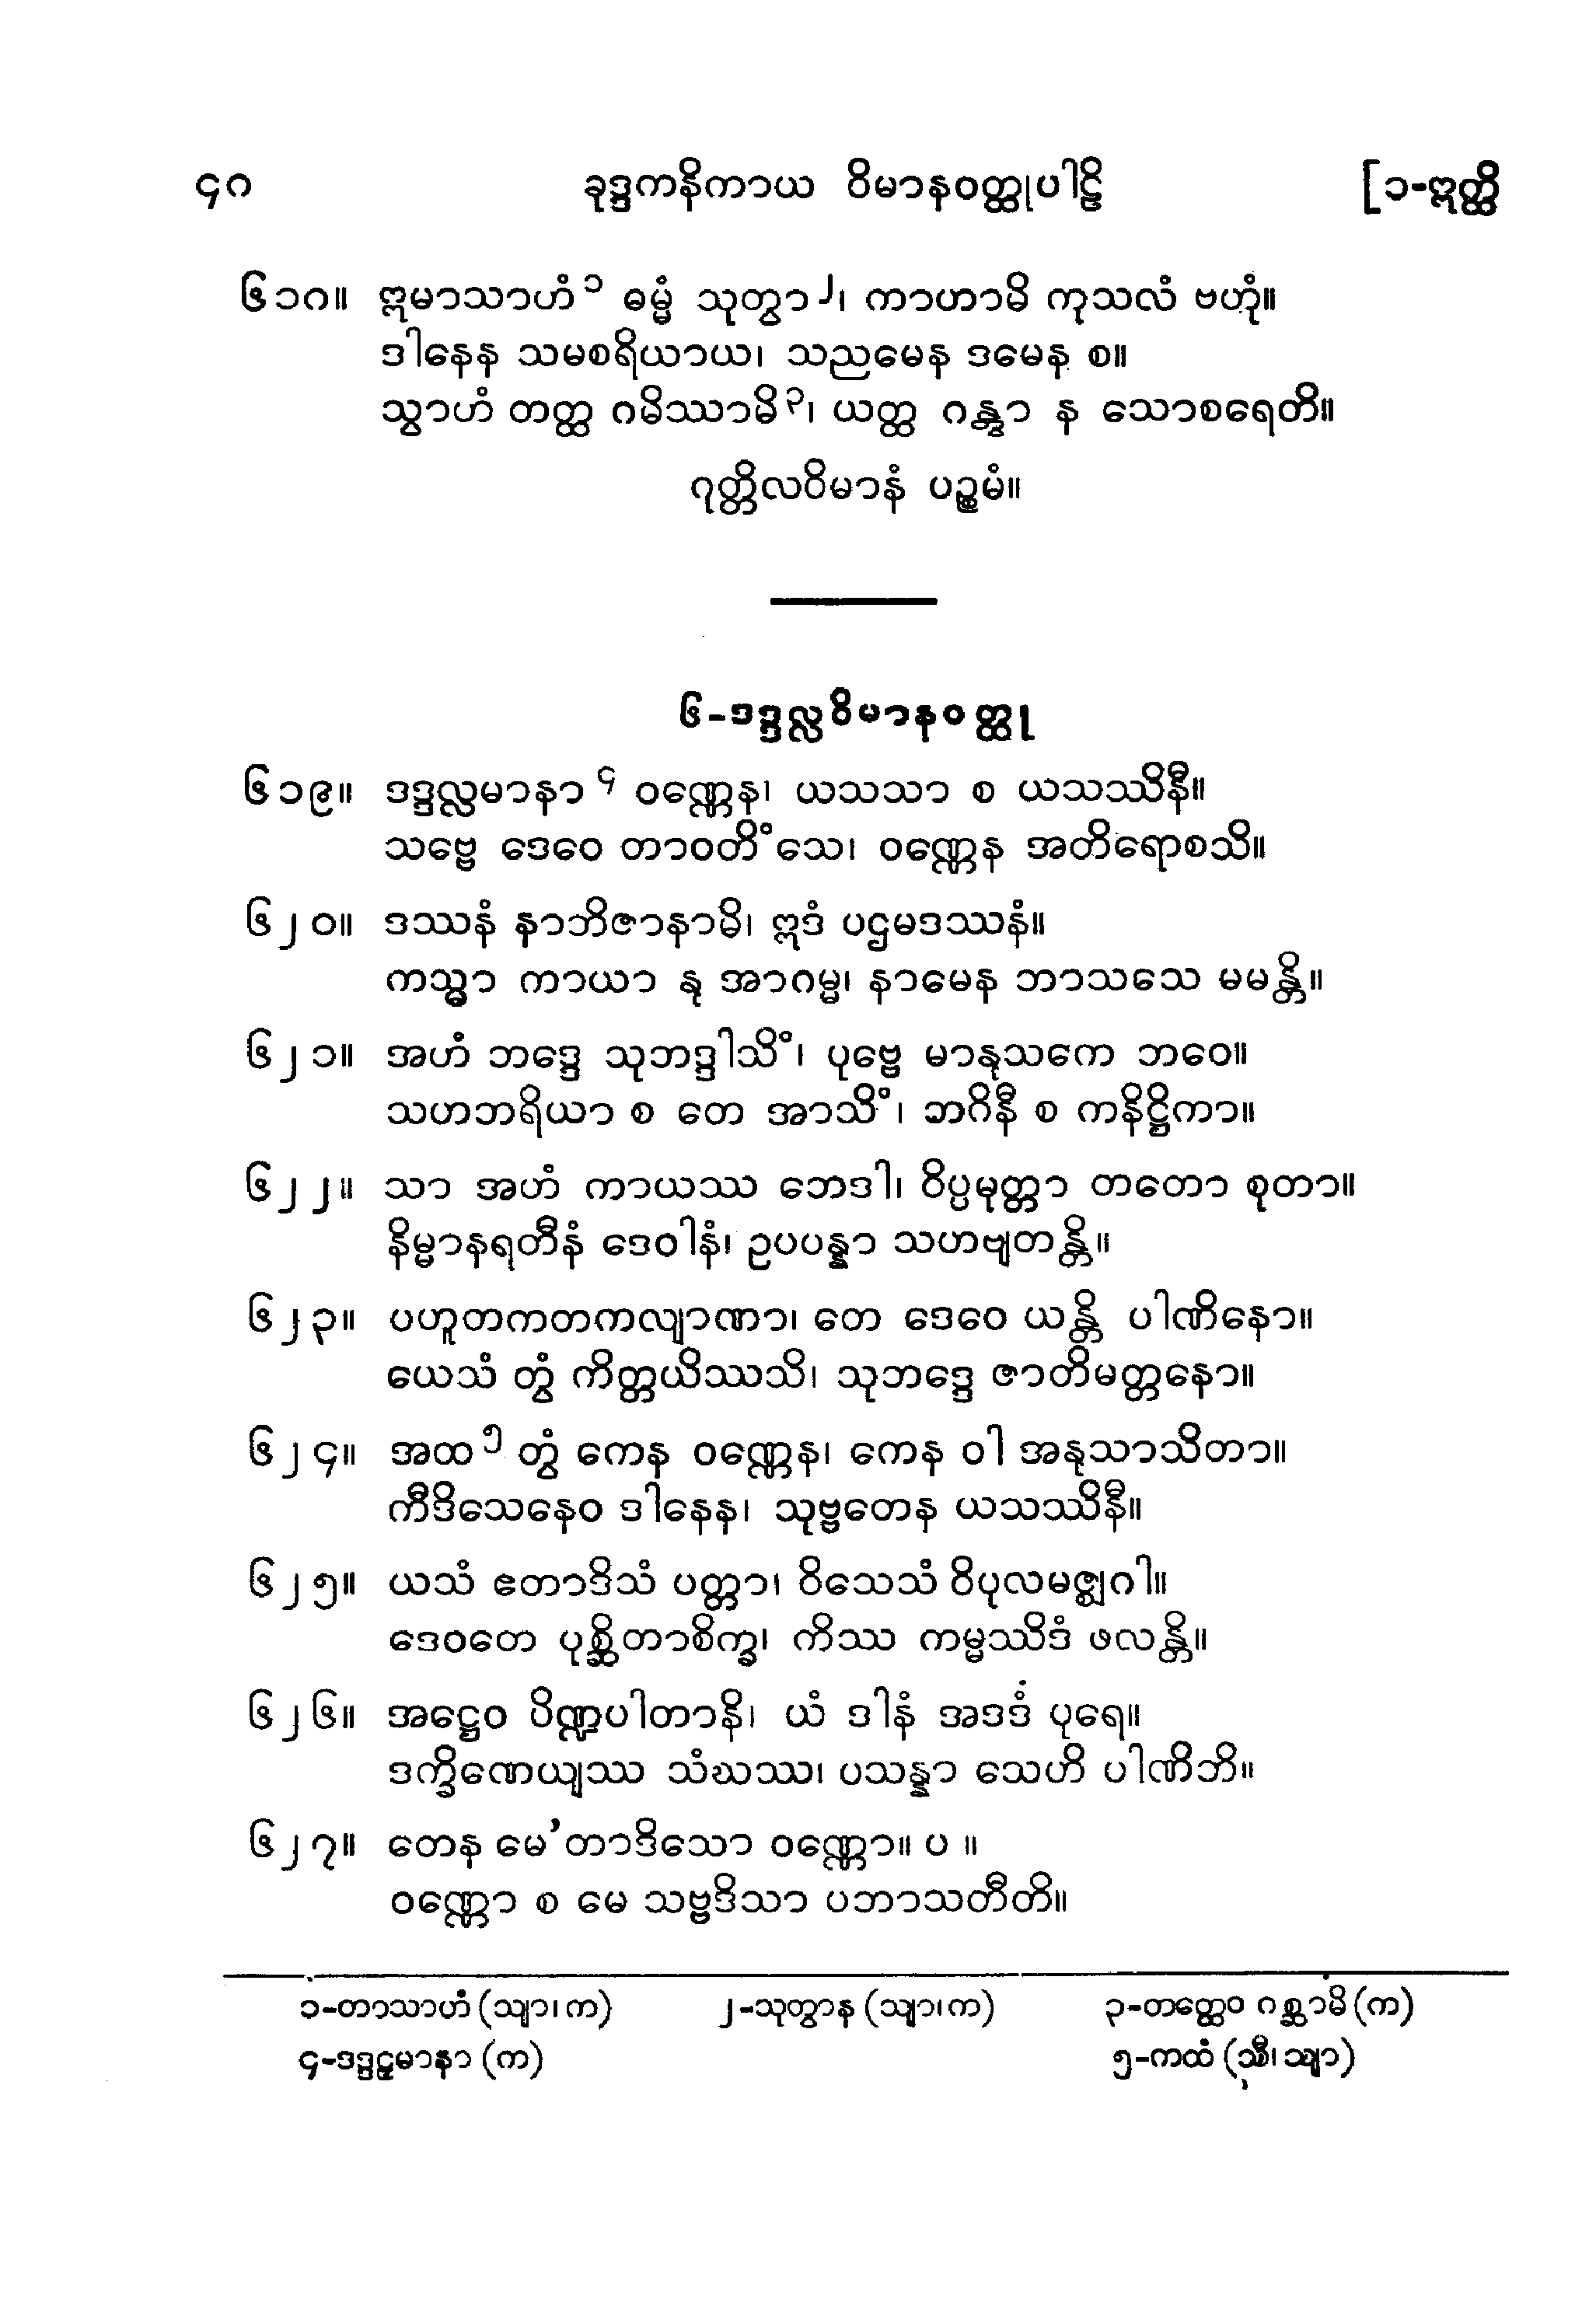 ၄၈ ခုဒ္ဒကနိကာယ ဝိမာနဝတ္ထုပါဠိ [၁-ဣတ္ထိ
၆၁၈။ ဣမာသာဟံ ၁ ဓမ္မံ သုတွာ ၂၊ ကာဟာမိ ကုသလံ ဗဟုံ။
ဒါနေန သမစရိယာယ၊ သညမေန ဒမေန စ။
သွာဟံ တတ္ထ ဂမိဿာမိ ၃၊ ယတ္ထ ဂန္တွာ န သောစရေတိ။
ဂုတ္တိလဝိမာနံ ပဉ္စမံ။
၆-ဒဒ္ဒလ္လဝိမာနဝတ္ထု
၆၁၉။ ဒဒ္ဒလ္လမာနာ ၄ ဝဏ္ဏေန၊ ယသသာ စ ယသဿိနီ။
သဗ္ဗေ ဒေဝေ တာဝတိံသေ၊ ဝဏ္ဏေန အတိရောစသိ။
၆၂၀။ ဒဿနံ နာဘိဇာနာမိ၊ ဣဒံ ပဌမဒဿနံ။
ကသ္မာ ကာယာ နု အာဂမ္မ၊ နာမေန ဘာသသေ မမန္တိ။
၆၂၁။ အဟံ ဘဒ္ဒေ သုဘဒ္ဒါသိံ၊ ပုဗ္ဗေ မာနုသကေ ဘဝေ။
သဟဘရိယာ စ တေ အာသိံ၊ ဘဂိနီ စ ကနိဋ္ဌိကာ။
၆၂၂။ သာ အဟံ ကာယဿ ဘေဒါ၊ ဝိပ္ပမုတ္တာ တတော စုတာ။
နိမ္မာနရတီနံ ဒေဝါနံ၊ ဥပပန္နာ သဟဗျတန္တိ။
၆၂၃။ ပဟူတကတကလျာဏာ၊ တေ ဒေဝေ ယန္တိ ပါဏိနော။
ယေသံ တွံ ကိတ္တယိဿသိ၊ သုဘဒ္ဒေ ဇာတိမတ္တနော။
၆၂၄။ အထ ၅ တွံ ကေန ဝဏ္ဏေန၊ ကေန ဝါ အနုသာသိတာ။
ကီဒိသေနေဝ ဒါနေန၊ သုဗ္ဗတေန ယသဿိနီ။
၆၂၅။ ယသံ ဧတာဒိသံ ပတ္တာ၊ ဝိသေသံ ဝိပုလမဇ္ဈဂါ။
ဒေဝတေ ပုစ္ဆိတာစိက္ခ၊ ကိဿ ကမ္မဿိဒံ ဖလန္တိ။
၆၂၆။ အဋ္ဌေဝ ပိဏ္ဍပါတာနိ၊ ယံ ဒါနံ အဒဒံ ပုရေ။
ဒက္ခိဏေယျဿ သံဃဿ၊ ပသန္နာ သေဟိ ပါဏိဘိ။
၆၂၇။ တေန မေ’တာဒိသော ဝဏ္ဏော။ ပ ။
ဝဏ္ဏော စ မေ သဗ္ဗဒိသာ ပဘာသတီတိ။
၁-တာသာဟံ (သျာ၊ က) ၂-သုတွာန (သျာ၊ က) ၃-တတ္ထေဝ ဂစ္ဆာမိ (က)
၄-ဒဒ္ဒဠှမာနာ (က) ၅-ကထံ (သီ၊ သျာ)